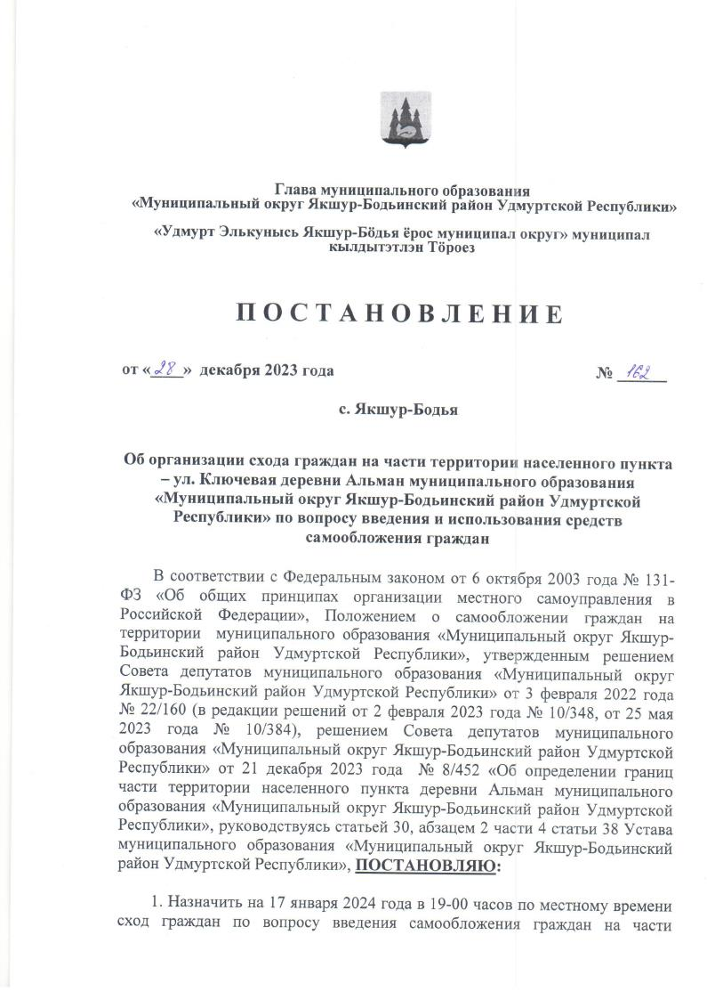 Глава муниципального образования
«Муниципальный округ Якшур-Бодьинский район Удмуртской Республики»
«Удмурт Элькунысь Якшур-Бӧдья ёрос муниципал округ» муниципал
кылдытэтлэн Тӧроез
П О С Т А Н О В Л Е Н И Е
от «28» декабря 2023 года № 162
с. Якшур-Бодья
Об организации схода граждан на части территории населенного пункта
– ул. Ключевая деревни Альман муниципального образования
«Муниципальный округ Якшур-Бодьинский район Удмуртской
Республики» по вопросу введения и использования средств
самообложения граждан
В соответствии с Федеральным законом от 6 октября 2003 года № 131-
ФЗ «Об общих принципах организации местного самоуправления в
Российской Федерации», Положением о самообложении граждан на
территории муниципального образования «Муниципальный округ Якшур-
Бодьинский район Удмуртской Республики», утвержденным решением
Совета депутатов муниципального образования «Муниципальный округ
Якшур-Бодьинский район Удмуртской Республики» от 3 февраля 2022 года
№ 22/160 (в редакции решений от 2 февраля 2023 года № 10/348, от 25 мая
2023 года № 10/384), решением Совета депутатов муниципального
образования «Муниципальный округ Якшур-Бодьинский район Удмуртской
Республики» от 21 декабря 2023 года № 8/452 «Об определении границ
части территории населенного пункта деревни Альман муниципального
образования «Муниципальный округ Якшур-Бодьинский район Удмуртской
Республики», руководствуясь статьей 30, абзацем 2 части 4 статьи 38 Устава
муниципального образования «Муниципальный округ Якшур-Бодьинский
район Удмуртской Республики», ПОСТАНОВЛЯЮ:
1. Назначить на 17 января 2024 года в 19-00 часов по местному времени
сход граждан по вопросу введения самообложения граждан на части